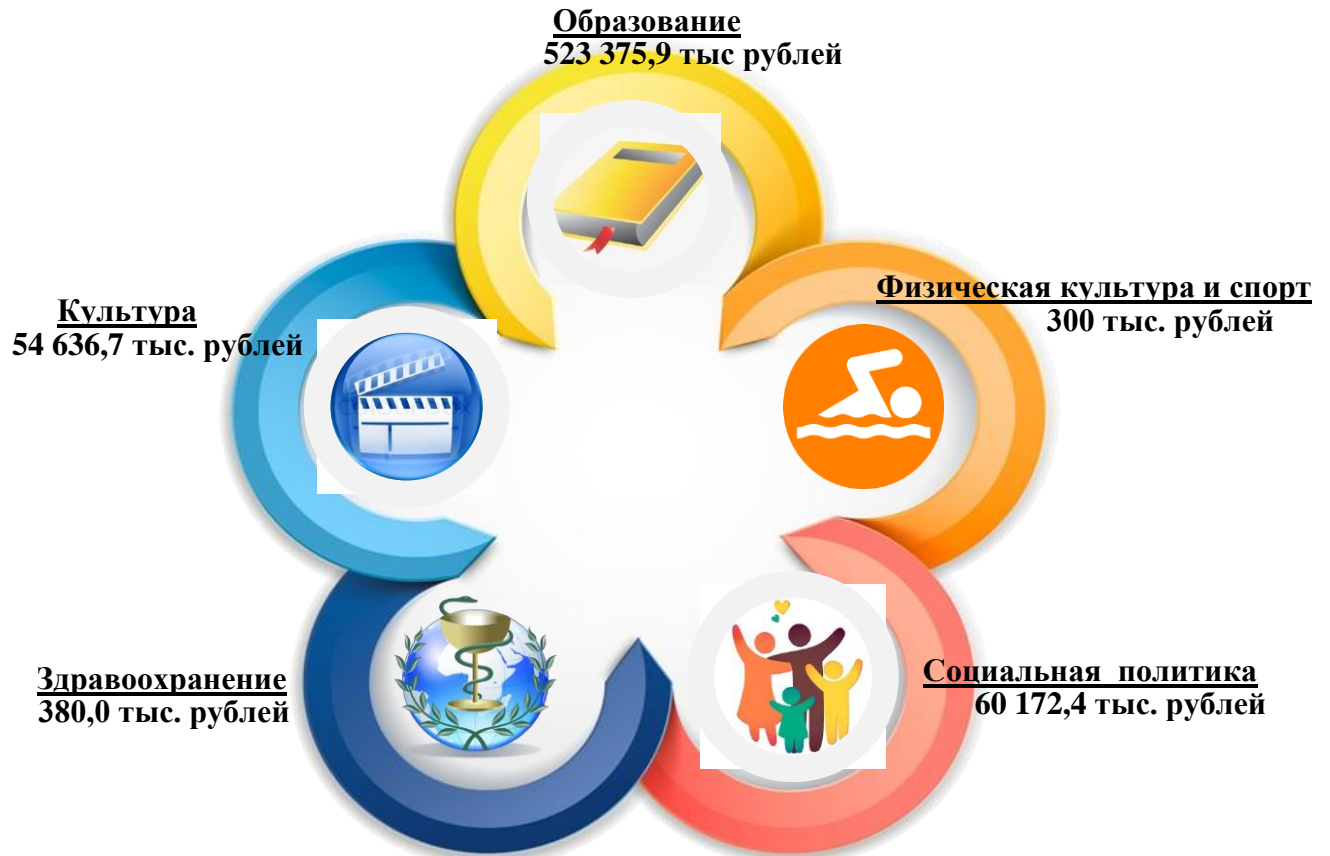 Образование
523 375,9 тыс рублей
Физическая культура и спорт
300 тыс. рублей
Культура
54 636,7 тыс. рублей
Здравоохранение
380,0 тыс. рублей
Социальная политика
60 172,4 тыс. рублей